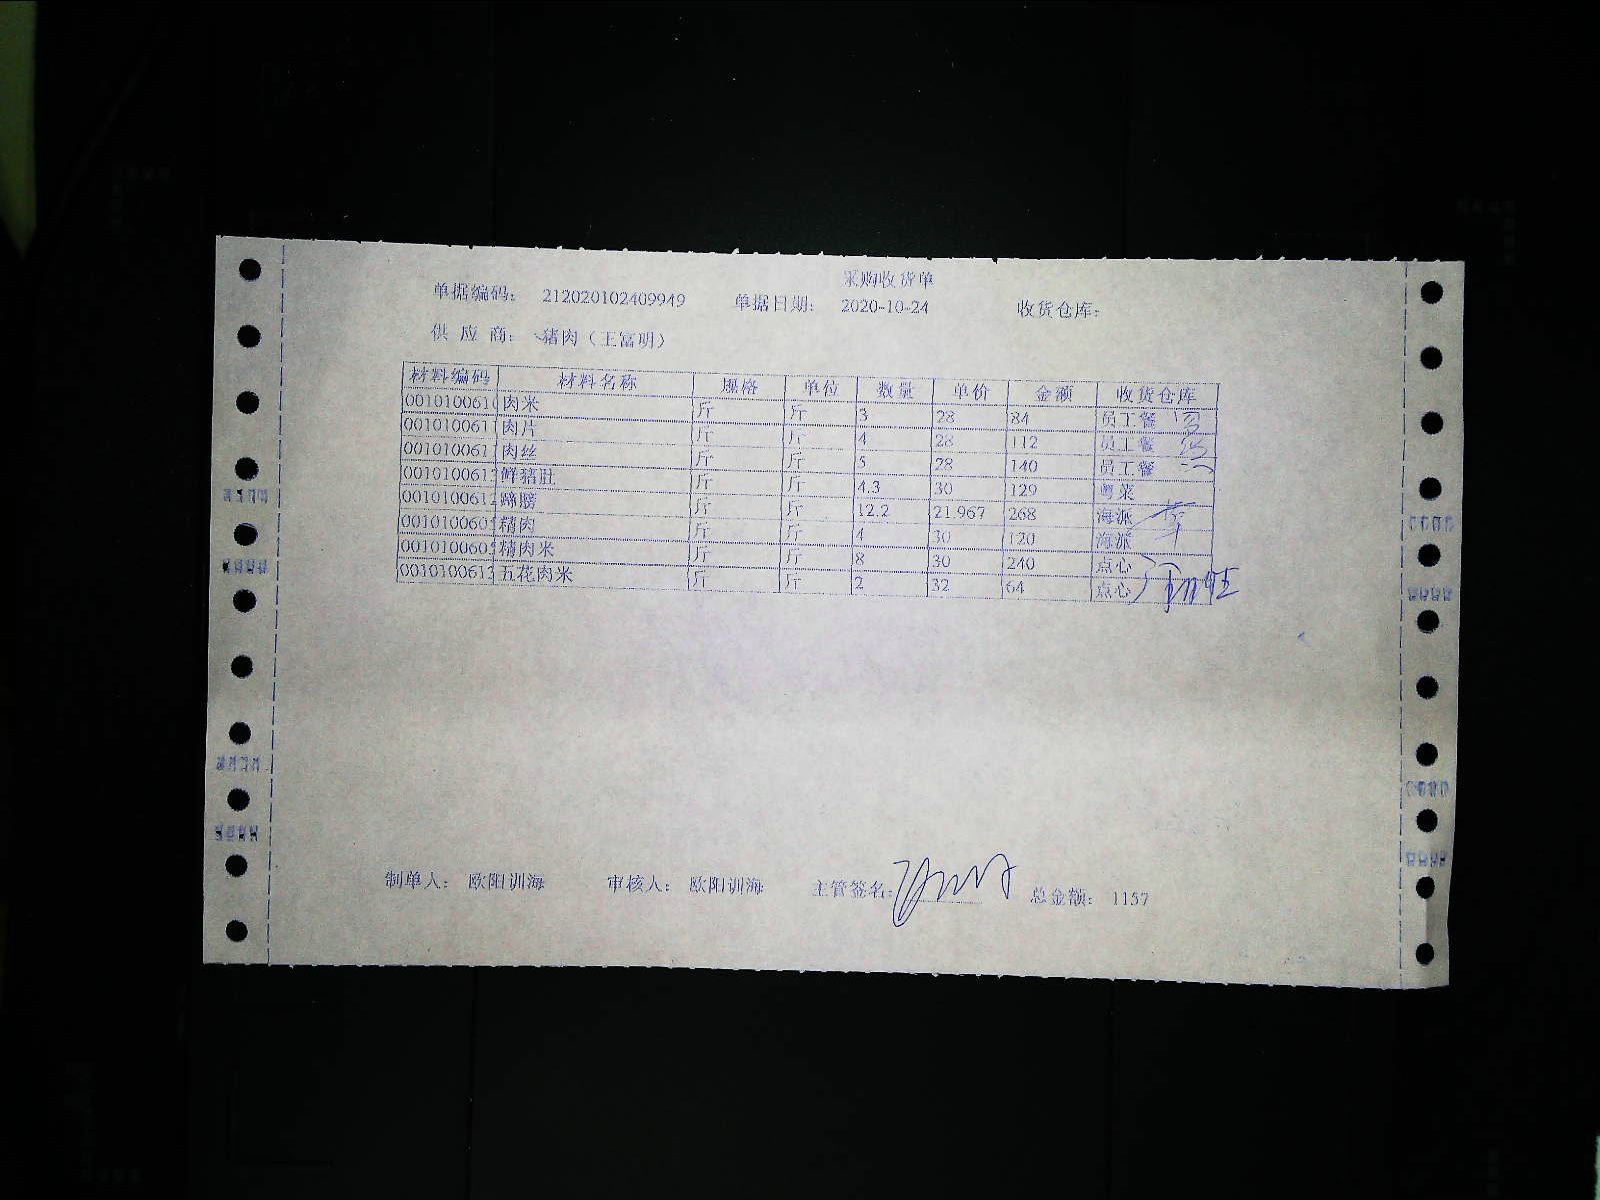 采购收货单
单据编码： 212020102409949 单据日期： 2020-10-24 收货仓库：
供 应 商： 猪肉（王富明）
材料编码 材料名称 规格 单位 数量 单价 金额 收货仓库
0010100610 肉米 斤 斤 3 28 84 员工餐
001010061 肉片 斤 斤 4 28 112 员工餐
001010061 肉丝 斤 斤 5 28 140 员工餐
001010061 鲜猪肚 斤 斤 4.3 30 129 粤菜
001010061 蹄膀 斤 斤 12.2 21.967 268 海派
001010060 精肉 斤 斤 4 30 120 海派
001010060 精肉米 斤 斤 8 30 240 点心
001010061 五花肉米 斤 斤 2 32 64 点心
制单人： 欧阳训海 审核人： 欧阳训海 主管签名： 总金额： 1157